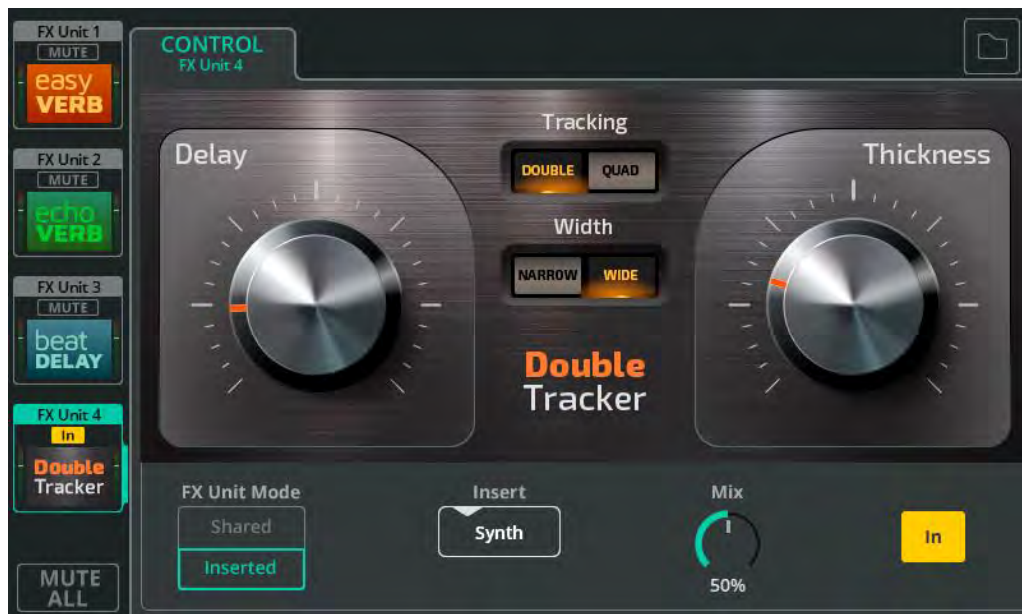 FX Unit 1
MUTE
easy
VERB
FX Unit 2
MUTE
echo
VERB
FX Unit 3
MUTE
beat
DELAY
FX Unit 4
In
Double
Tracker
MUTE
ALL
CONTROL
FX Unit 4
Delay
Tracking
DOUBLE QUAD
Width
NARROW WIDE
Double
Tracker
Thickness
FX Unit Mode
Shared
Inserted
Insert
Synth
Mix
50%
In